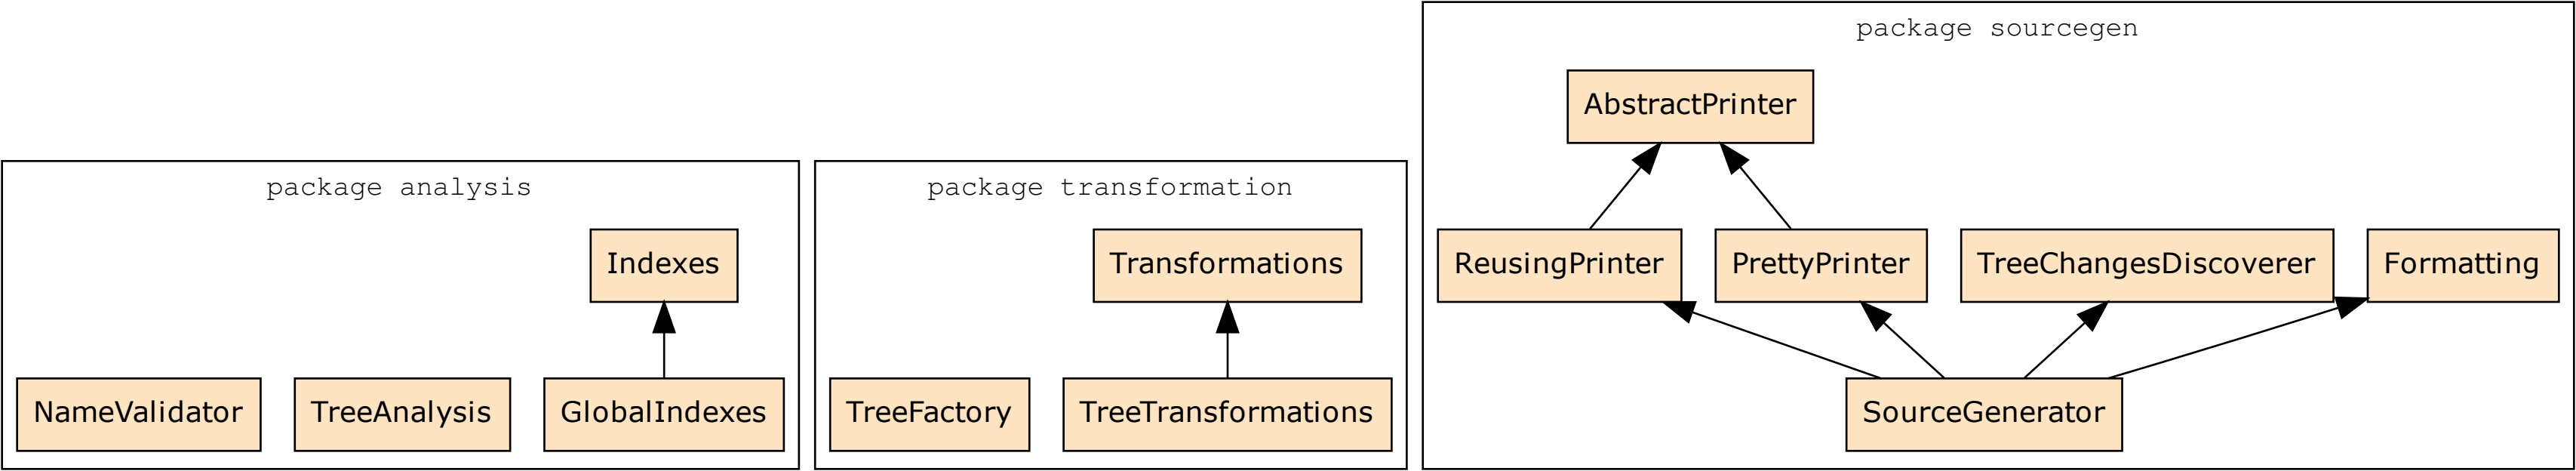 package analysis
Indexes
NameValidator
TreeAnalysis
GlobalIndexes
package transformation
Transformations
TreeFactory
TreeTransformations
package sourcegen
AbstractPrinter
ReusingPrinter
PrettyPrinter
TreeChangesDiscoverer
Formatting
SourceGenerator